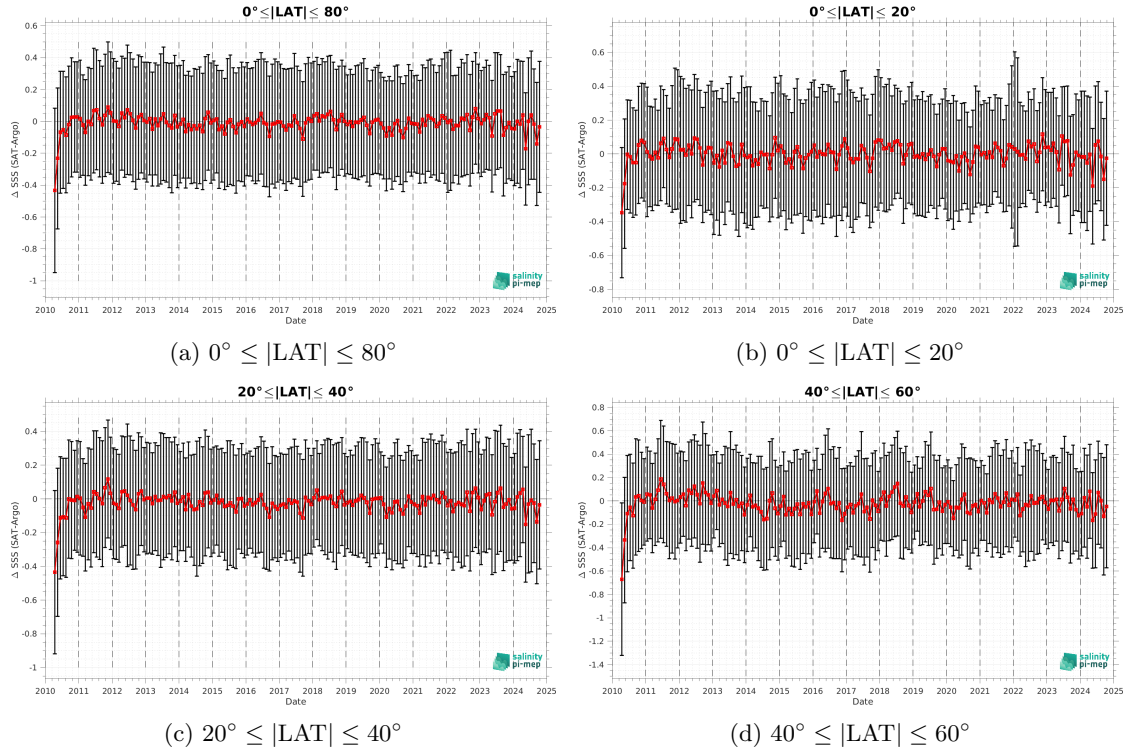 0°≤|LAT|≤ 80°
0.6
0.4
0.2
0
-0.2
-0.4
-0.6
-0.8
-1
Δ SSS (SAT-Argo)
2010 2011 2012 2013 2014 2015 2016 2017 2018 2019 2020 2021 2022 2023 2024 2025
Date
salinity
pi-mep
(a) 0° ≤ |LAT| ≤ 80°
0°≤|LAT|≤ 20°
0.6
0.4
0.2
0
-0.2
-0.4
-0.6
-0.8
Δ SSS (SAT-Argo)
2010 2011 2012 2013 2014 2015 2016 2017 2018 2019 2020 2021 2022 2023 2024 2025
Date
salinity
pi-mep
(b) 0° ≤ |LAT| ≤ 20°
20°≤|LAT|≤ 40°
0.4
0.2
0
-0.2
-0.4
-0.6
-0.8
-1
Δ SSS (SAT-Argo)
2010 2011 2012 2013 2014 2015 2016 2017 2018 2019 2020 2021 2022 2023 2024 2025
Date
salinity
pi-mep
(c) 20° ≤ |LAT| ≤ 40°
40°≤|LAT|≤ 60°
0.8
0.6
0.4
0.2
0
-0.2
-0.4
-0.6
-0.8
-1
-1.2
-1.4
Δ SSS (SAT-Argo)
2010 2011 2012 2013 2014 2015 2016 2017 2018 2019 2020 2021 2022 2023 2024 2025
Date
salinity
pi-mep
(d) 40° ≤ |LAT| ≤ 60°